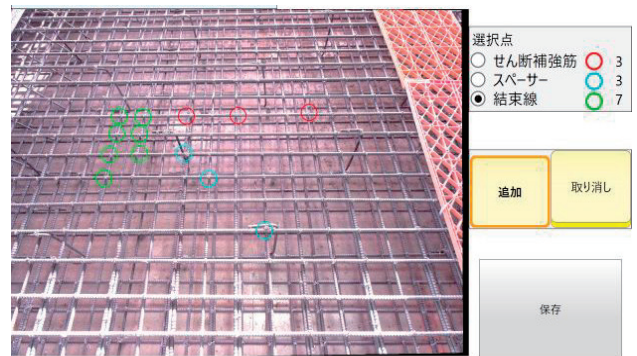 選択点
せん断補強筋 3
スペーサー 3
結束線 7
追加
取り消し
保存